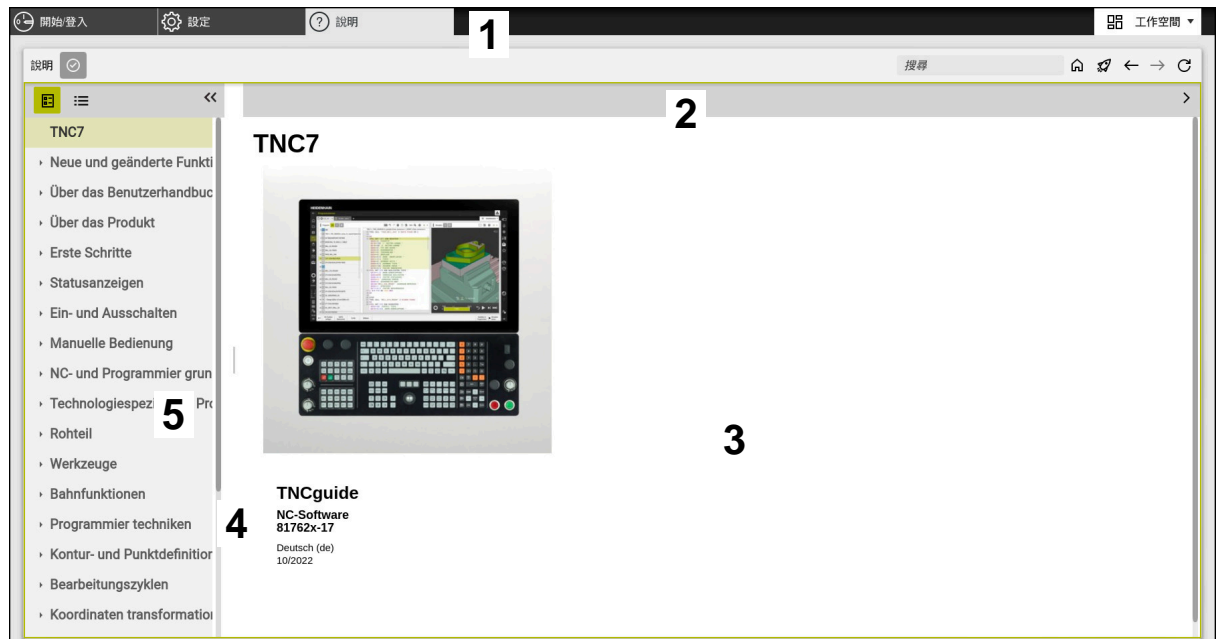 開始/登入 設定 說明 1 工作空間
說明 搜尋
2
TNC7
TNC7
Neue und geänderte Funkti
Über das Benutzerhandbuc
Über das Produkt
Erste Schritte
Statusanzeigen
Ein- und Ausschalten
Manuelle Bedienung
NC- und Programmier grun
Technologiespezi Pro
5
3
Rohteil
Werkzeuge
Bahnfunktionen
TNCguide
NC-Software
81762x-17
4
Programmier techniken
Deutsch (de)
10/2022
Kontur- und Punktdefinition
Bearbeitungszyklen
Koordinaten transformation